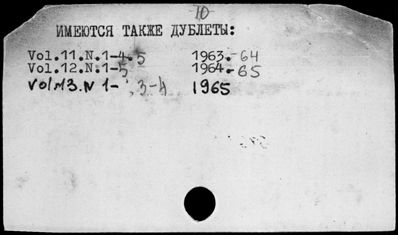 10
ИМЕЮТСЯ ТАКЖЕ ДУБЛЕТЫ:
Vol.11.N.1-4.5 1963.-64
Vol.12.N.1-5 1964.-65
Vol.13.N 1- ,3-4 1965